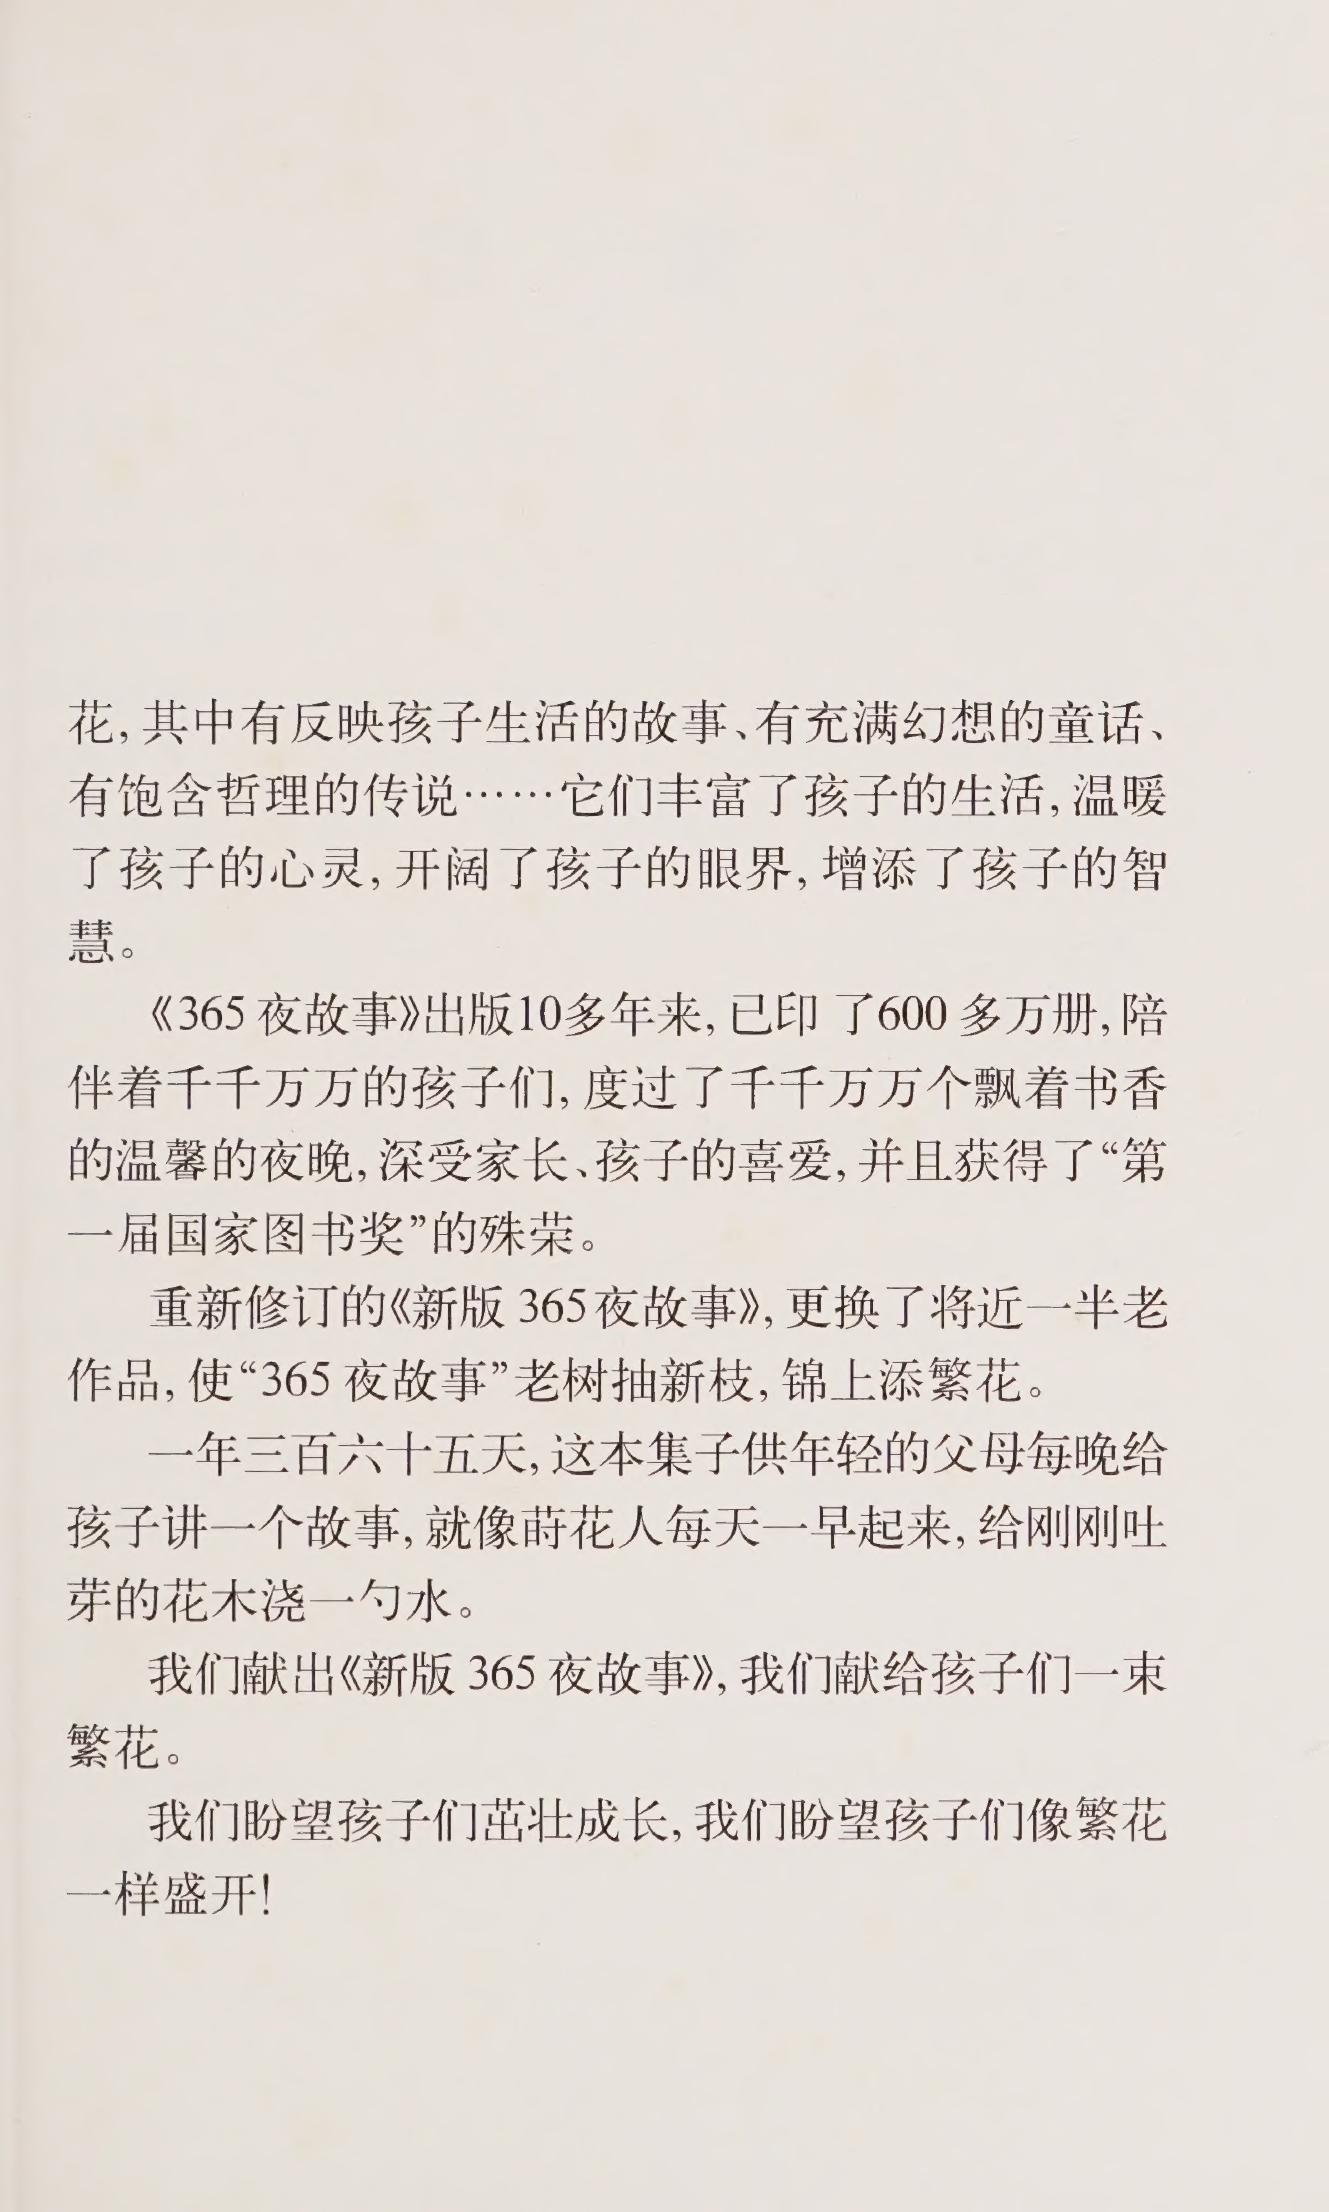 花,其中有反映孩子生活的故事、有充满幻想的童话、
有饱含哲理的传说……它们丰富了孩子的生活,温暖
了孩子的心灵,开阔了孩子的眼界,增添了孩子的智
慧。
《365夜故事》出版10多年来,已印了600多万册,陪
伴着千千万万的孩子们,度过了千千万万个飘着书香
的温馨的夜晚,深受家长、孩子的喜爱,并且获得了“第
一届国家图书奖”的殊荣。
重新修订的《新版365夜故事》,更换了将近一半老
作品,使“365夜故事”老树抽新枝,锦上添繁花。
一年三百六十五天,这本集子供年轻的父母每晚给
孩子讲一个故事,就像莳花人每天一早起来,给刚刚吐
芽的花木浇一勺水。
我们献出《新版365夜故事》,我们献给孩子们一束
繁花。
我们盼望孩子们茁壮成长,我们盼望孩子们像繁花
一样盛开!